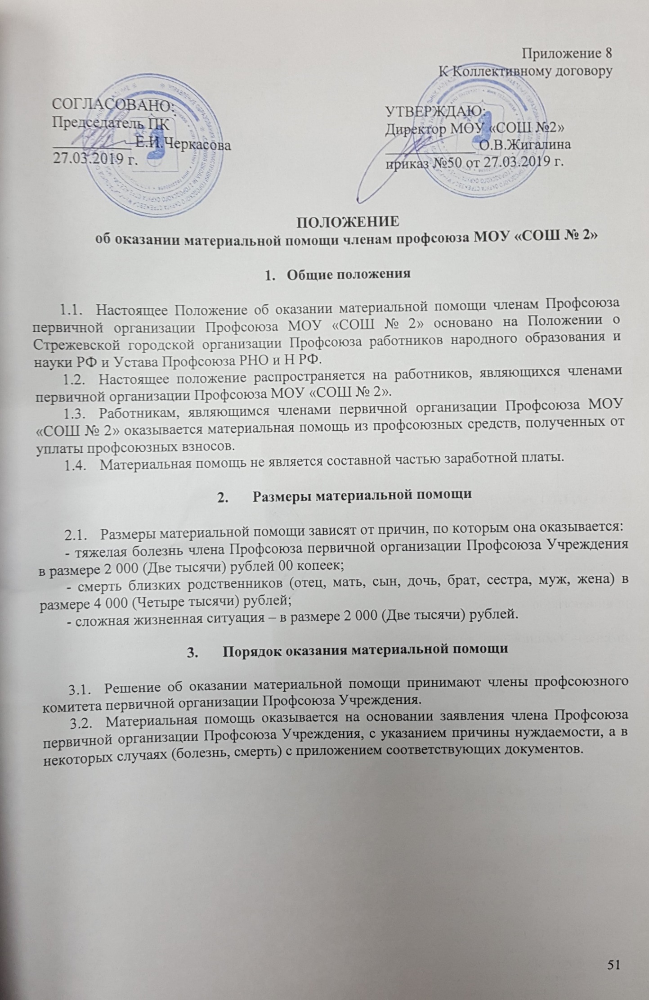 Приложение 8
К Коллективному договору
СОГЛАСОВАНО:
Председатель ПК
Е.И.Черкасова
27.03.2019 г.
УТВЕРЖДАЮ:
Директор МОУ «СОШ №2»
О.В.Жигалина
приказ №50 от 27.03.2019 г.
ПОЛОЖЕНИЕ
об оказании материальной помощи членам профсоюза МОУ «СОШ № 2»
1. Общие положения
1.1. Настоящее Положение об оказании материальной помощи членам Профсоюза
первичной организации Профсоюза МОУ «СОШ № 2» основано на Положении о
Стрежевской городской организации Профсоюза работников народного образования и
науки РФ и Устава Профсоюза РНО и Н РФ.
1.2. Настоящее положение распространяется на работников, являющихся членами
первичной организации Профсоюза МОУ «СОШ № 2».
1.3. Работникам, являющимся членами первичной организации Профсоюза МОУ
«СОШ № 2» оказывается материальная помощь из профсоюзных средств, полученных от
уплаты профсоюзных взносов.
1.4. Материальная помощь не является составной частью заработной платы.
2. Размеры материальной помощи
2.1. Размеры материальной помощи зависят от причин, по которым она оказывается:
- тяжелая болезнь члена Профсоюза первичной организации Профсоюза Учреждения
в размере 2 000 (Две тысячи) рублей 00 копеек;
- смерть близких родственников (отец, мать, сын, дочь, брат, сестра, муж, жена) в
размере 4 000 (Четыре тысячи) рублей;
- сложная жизненная ситуация – в размере 2 000 (Две тысячи) рублей.
3. Порядок оказания материальной помощи
3.1. Решение об оказании материальной помощи принимают члены профсоюзного
комитета первичной организации Профсоюза Учреждения.
3.2. Материальная помощь оказывается на основании заявления члена Профсоюза
первичной организации Профсоюза Учреждения, с указанием причины нуждаемости, а в
некоторых случаях (болезнь, смерть) с приложением соответствующих документов.
51